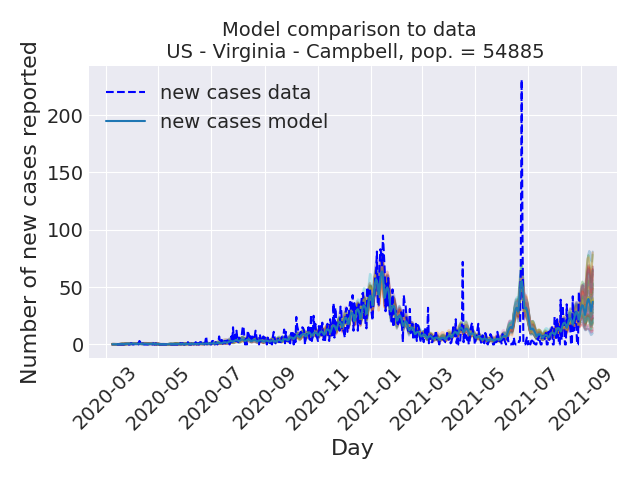 Model comparison to data
US - Virginia - Campbell, pop. = 54885
Number of new cases reported
200
150
100
50
0
new cases data
new cases model
2020-03
2020-05
2020-07
2020-09
2020-11
2021-01
2021-03
2021-05
2021-07
2021-09
Day